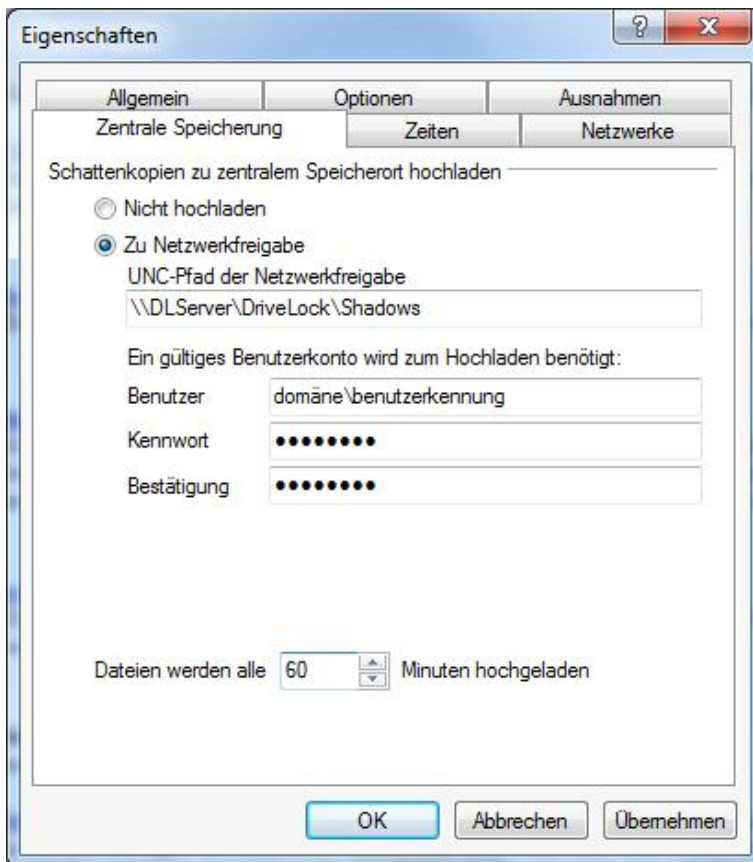 Eigenschaften
Allgemein
Optionen
Ausnahmen
Zentrale Speicherung
Zeiten
Netzwerke
Schattenkopien zu zentralem Speicherort hochladen
Nicht hochladen
Zu Netzwerkfreigabe
UNC-Pfad der Netzwerkfreigabe
\\DLServer\DriveLock\Shadows
Ein gültiges Benutzerkonto wird zum Hochladen benötigt:
Benutzer domäne\benutzerkennung
Kennwort ●●●●●●●●
Bestätigung ●●●●●●●●
Dateien werden alle 60 Minuten hochgeladen
OK
Abbrechen
Übernehmen